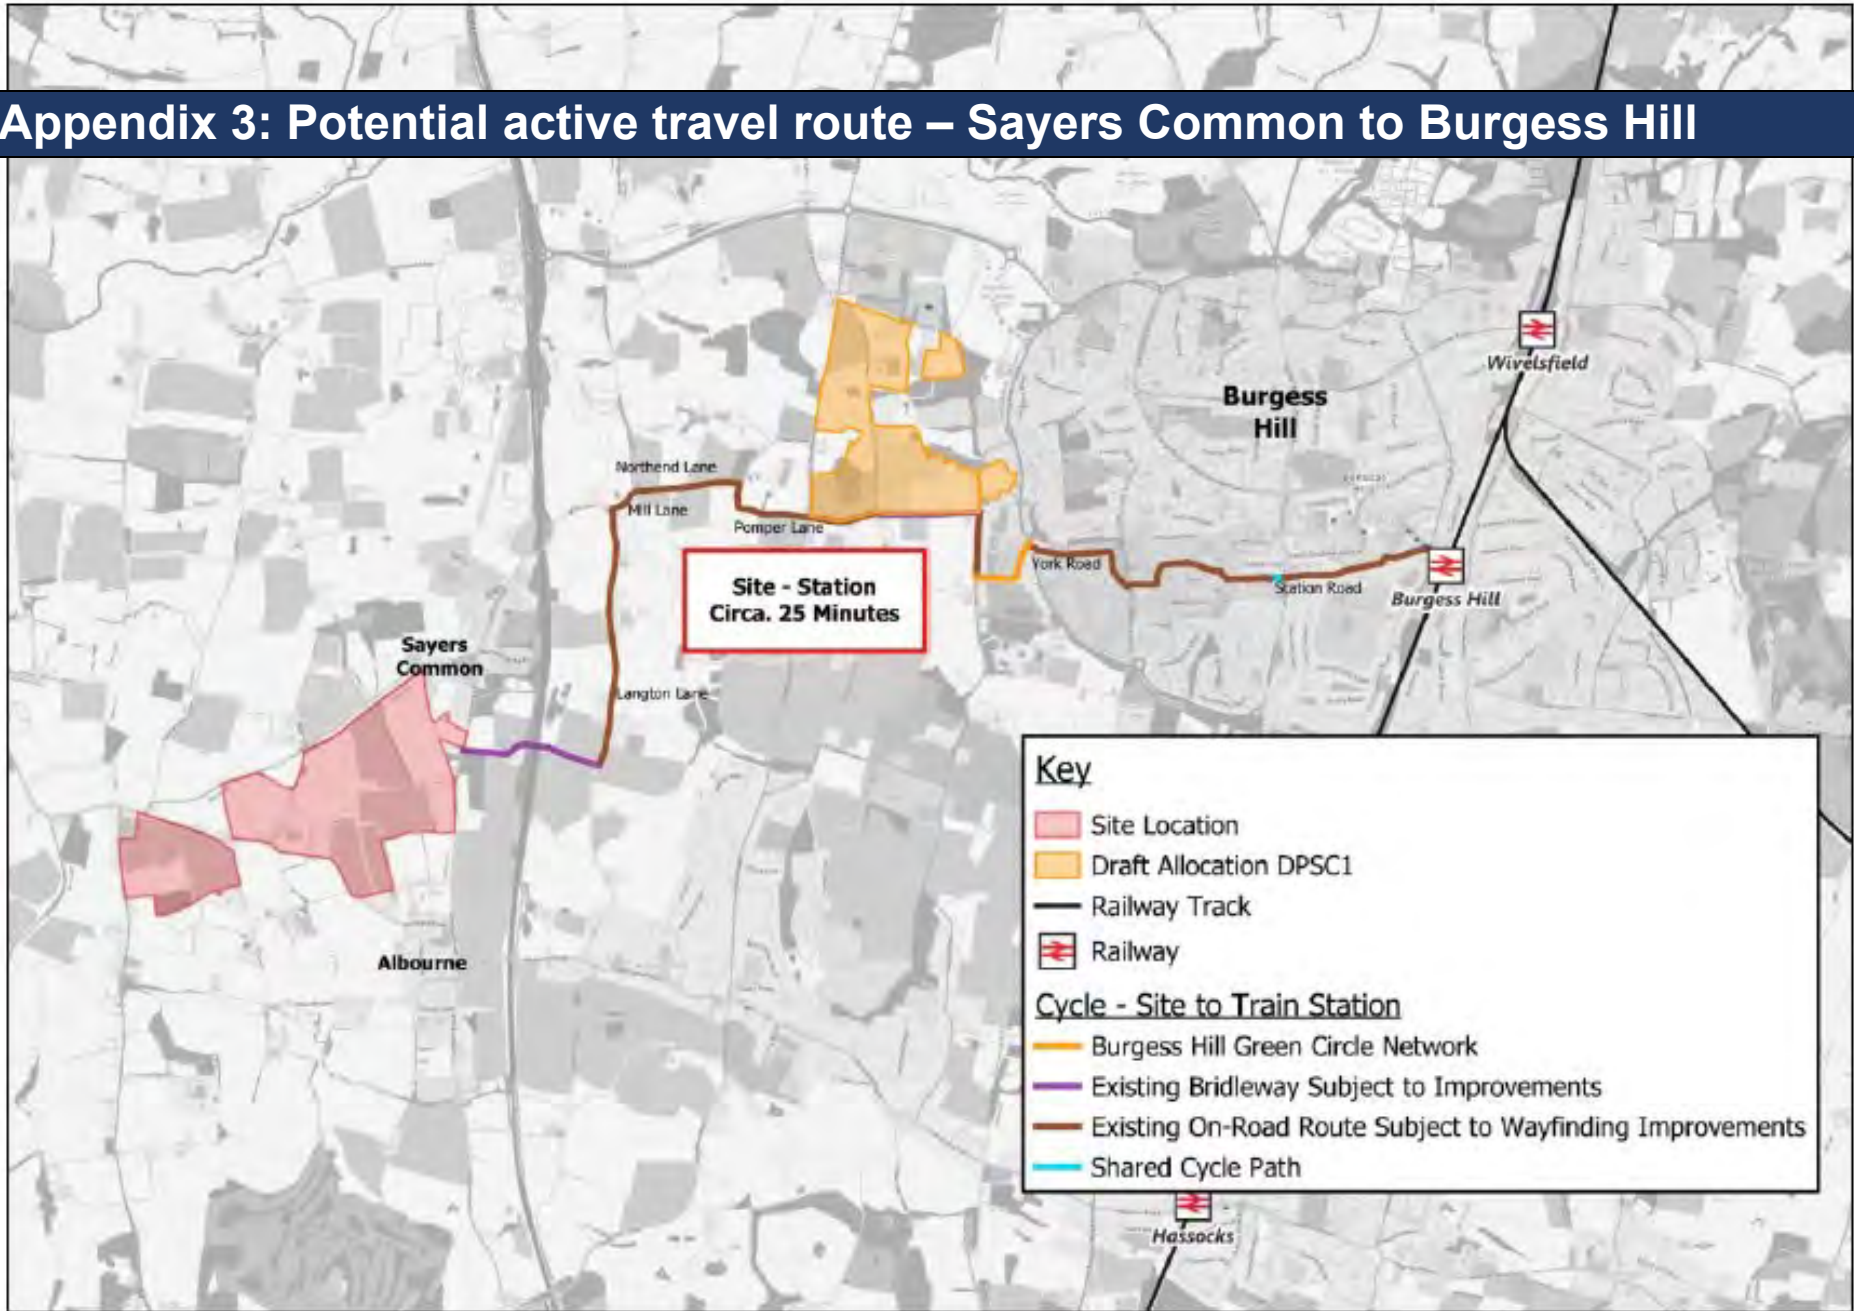 Appendix 3: Potential active travel route – Sayers Common to Burgess Hill
Wivelsfield
Burgess
Hill
Northend Lane
Mill Lane
Pomper Lane
York Road
Station Road
Burgess Hill
Site - Station
Circa. 25 Minutes
Sayers
Common
Langton Lane
Albourne
Key
Site Location
Draft Allocation DPSC1
Railway Track
Railway
Cycle - Site to Train Station
Burgess Hill Green Circle Network
Existing Bridleway Subject to Improvements
Existing On-Road Route Subject to Wayfinding Improvements
Shared Cycle Path
Hassocks